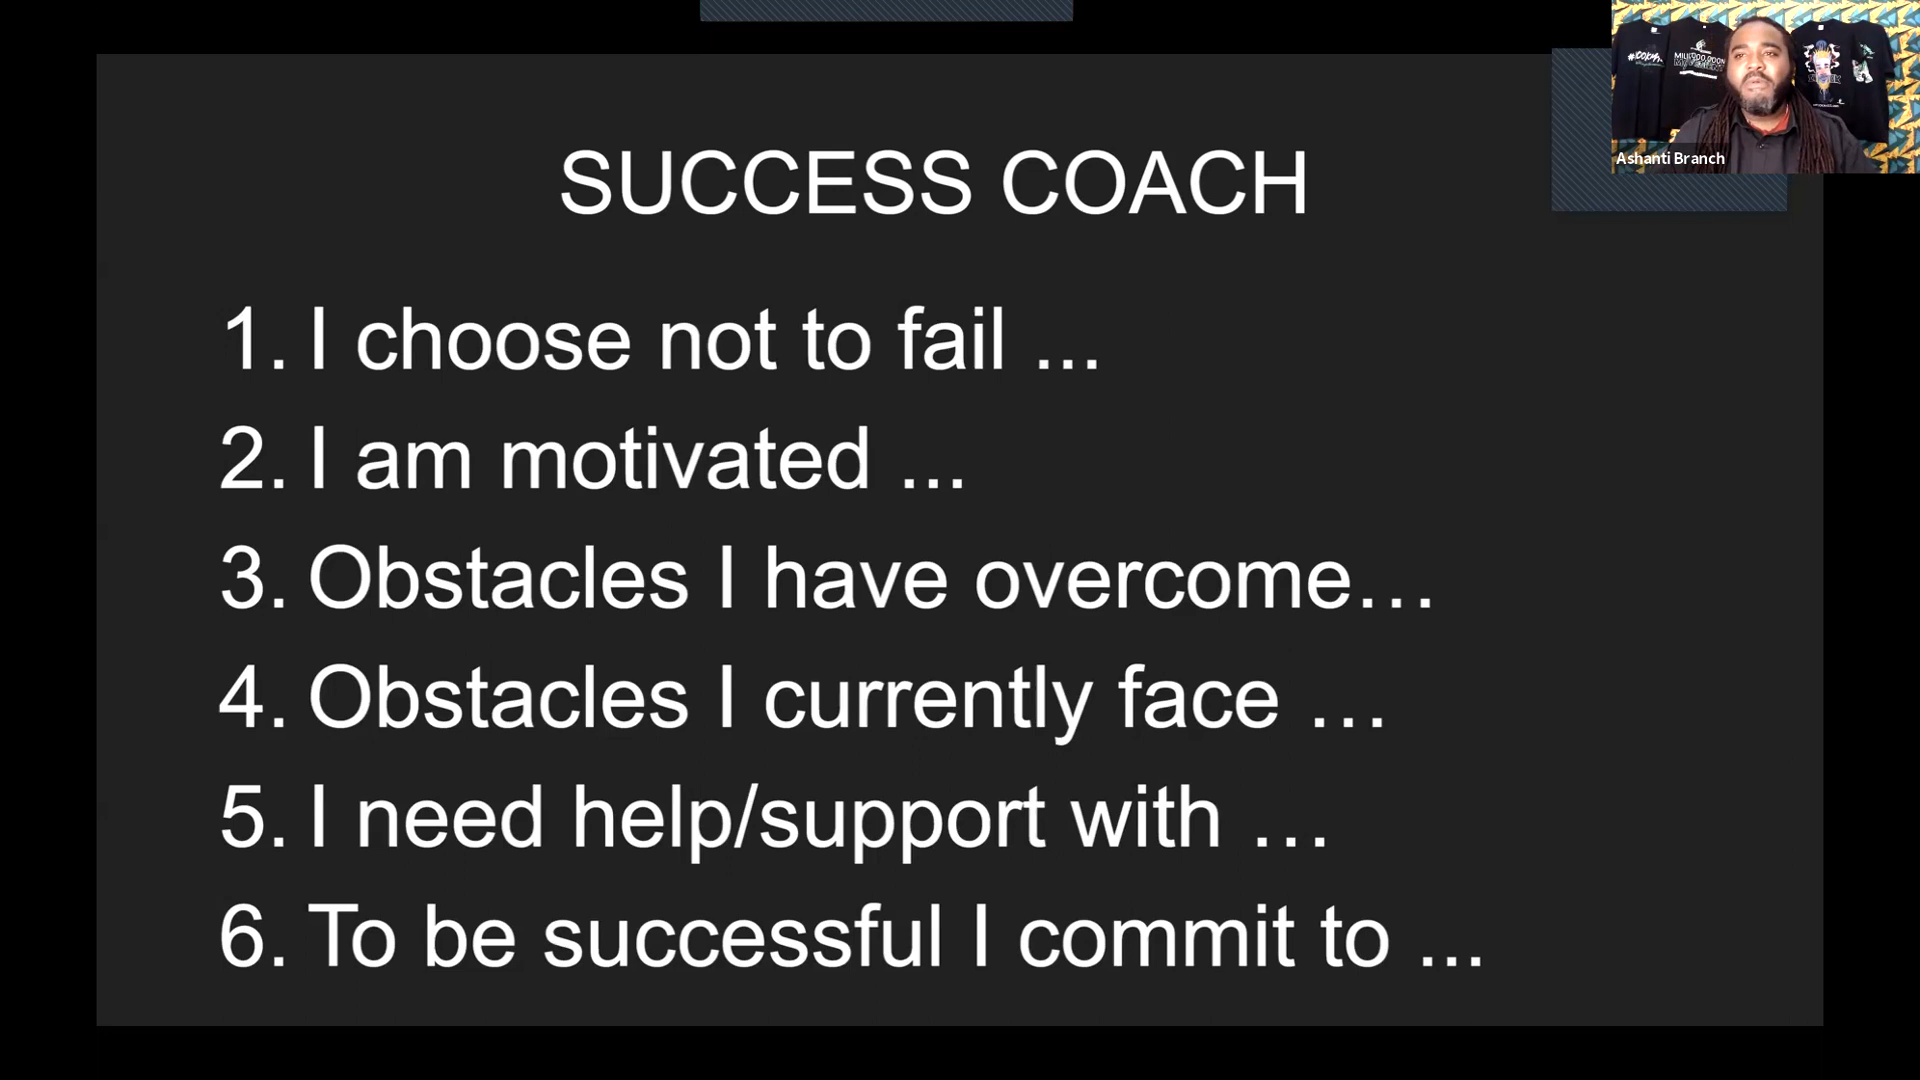 SUCCESS COACH
1. I choose not to fail ...
2. I am motivated ...
3. Obstacles I have overcome…
4. Obstacles I currently face …
5. I need help/support with …
6. To be successful I commit to ...
Ashanti Branch